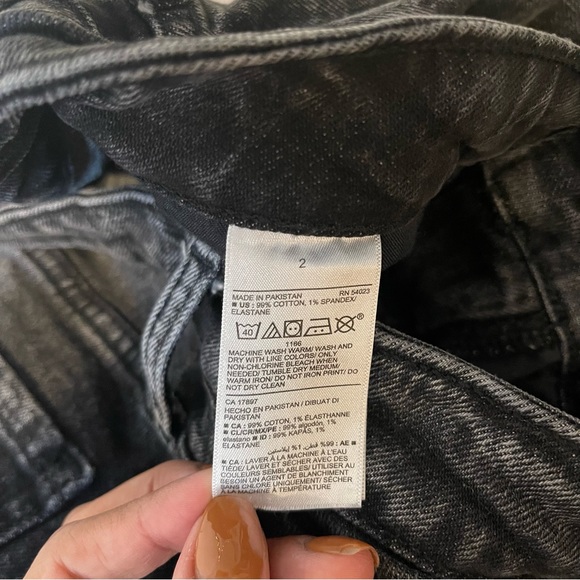 2
MADE IN PAKISTAN RN 54023
■ US : 99% COTTON, 1% SPANDEX/
ELASTANE
40
1186
MACHINE WASH WARM/ WASH AND
DRY WITH LIKE COLORS/ ONLY
NON-CHLORINE BLEACH WHEN
NEEDED/ TUMBLE DRY MEDIUM/
WARM IRON/ DO NOT IRON PRINT/ DO
NOT DRY CLEAN
CA 17897
HECHO EN PAKISTAN / DIBUAT DI
PAKISTAN
■ CA : 99% COTON, 1% ÉLASTHANNE
■ CL/CR/MX/PE : 99% algodón, 1%
elastano ■ ID : 99% KAPAS, 1%
ELASTANE ■ AE : 99% قطن, 1% إيلاستين
■ CA : LAVER À LA MACHINE À L'EAU
TIÈDE/ LAVER ET SÉCHER AVEC DES
COULEURS SEMBLABLES/ UTILISER
AU BESOIN UN AGENT DE BLANCHIMENT
SANS CHLORE UNIQUEMENT/ SÉCHER
À LA MACHINE À TEMPÉRATURE